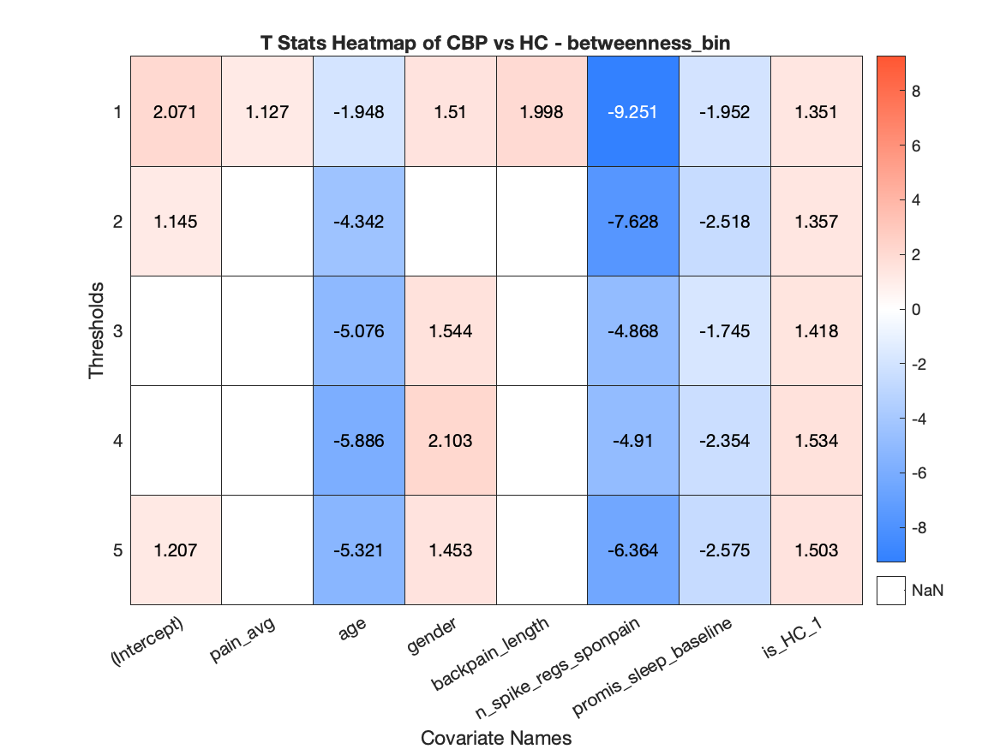 T Stats Heatmap of CBP vs HC - betweenness_bin
Thresholds
1 2.071 1.127 -1.948 1.51 1.998 -9.251 -1.952 1.351
2 1.145 -4.342 -7.628 -2.518 1.357
3 -5.076 1.544 -4.868 -1.745 1.418
4 -5.886 2.103 -4.91 -2.354 1.534
5 1.207 -5.321 1.453 -6.364 -2.575 1.503
(Intercept) pain_avg age gender backpain_length n_spike_regs_sponpain promis_sleep_baseline is_HC_1
Covariate Names
8
6
4
2
0
-2
-4
-6
-8
NaN